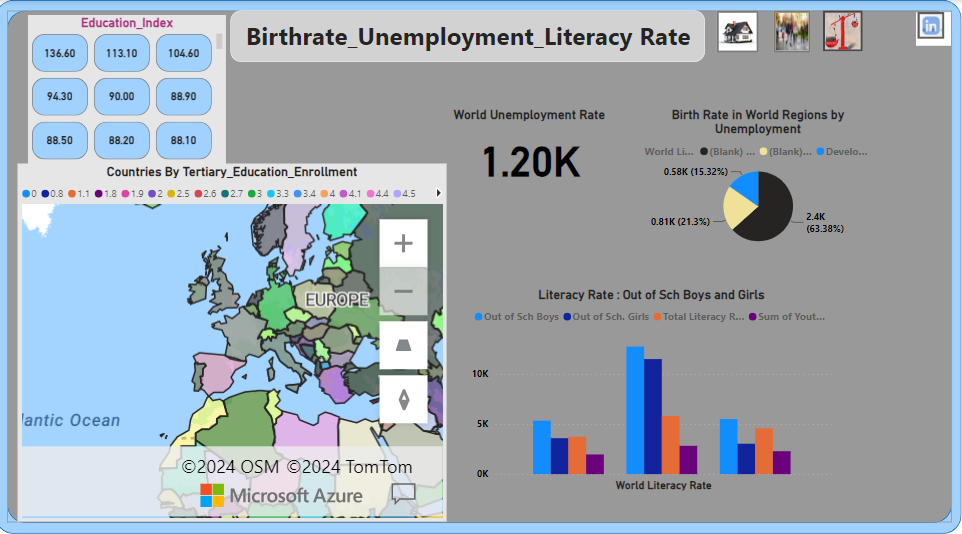 Education_Index
136.60 113.10 104.60
94.30 90.00 88.90
88.50 88.20 88.10
Birthrate_Unemployment_Literacy Rate
in
Countries By Tertiary_Education_Enrollment
0 0.8 1.1 1.8 1.9 2 2.5 2.6 2.7 3 3.3 3.4 4 4.1 4.4 4.5
EUROPE
lantic Ocean
©2024 OSM ©2024 TomTom
Microsoft Azure
World Unemployment Rate
1.20K
Birth Rate in World Regions by
Unemployment
World Li... (Blank) ... (Blank)... Develo...
0.58K (15.32%)
0.81K (21.3%)
2.4K
(63.38%)
Literacy Rate : Out of Sch Boys and Girls
Out of Sch Boys Out of Sch. Girls Total Literacy R... Sum of Yout...
10K
5K
0K
World Literacy Rate